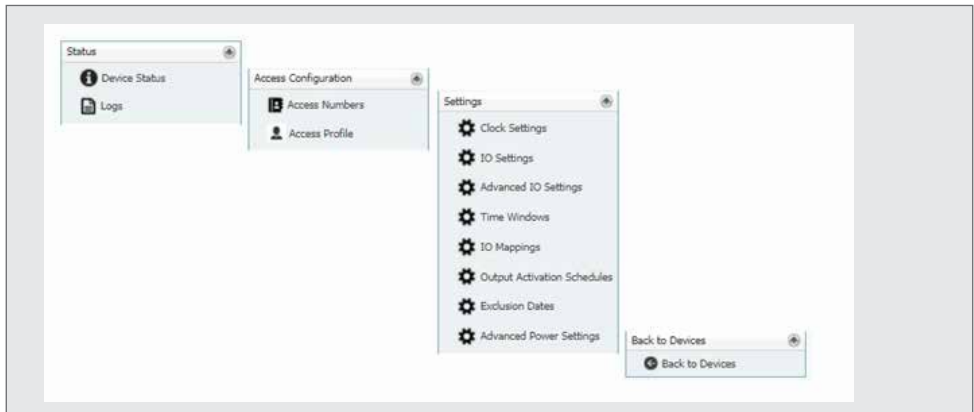 Status
Device Status
Logs
Access Configuration
Access Numbers
Access Profile
Settings
Clock Settings
IO Settings
Advanced IO Settings
Time Windows
IO Mappings
Output Activation Schedules
Exclusion Dates
Advanced Power Settings
Back to Devices
Back to Devices